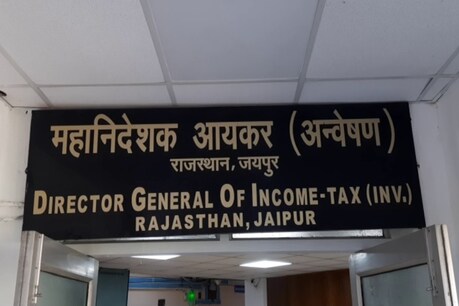 महानिदेशक आयकर (अन्वेषण)
राजस्थान, जयपुर
DIRECTOR GENERAL OF INCOME-TAX (INV.)
RAJASTHAN, JAIPUR